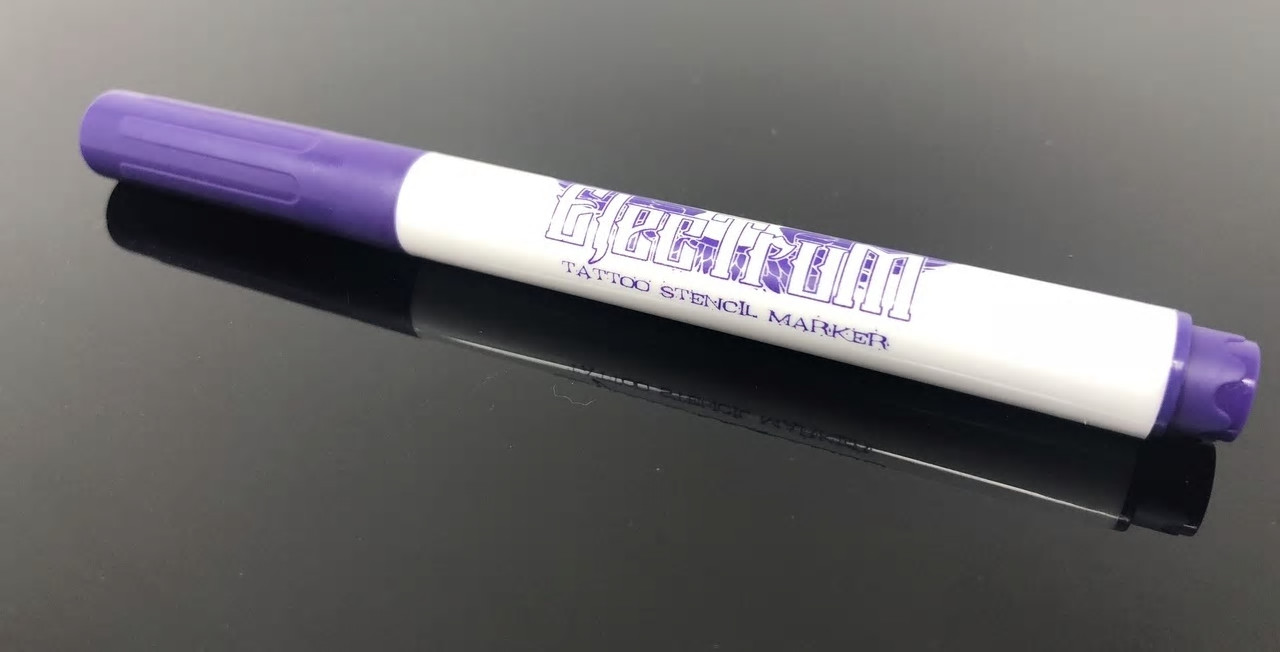 Electrum
TATTOO STENCIL MARKER